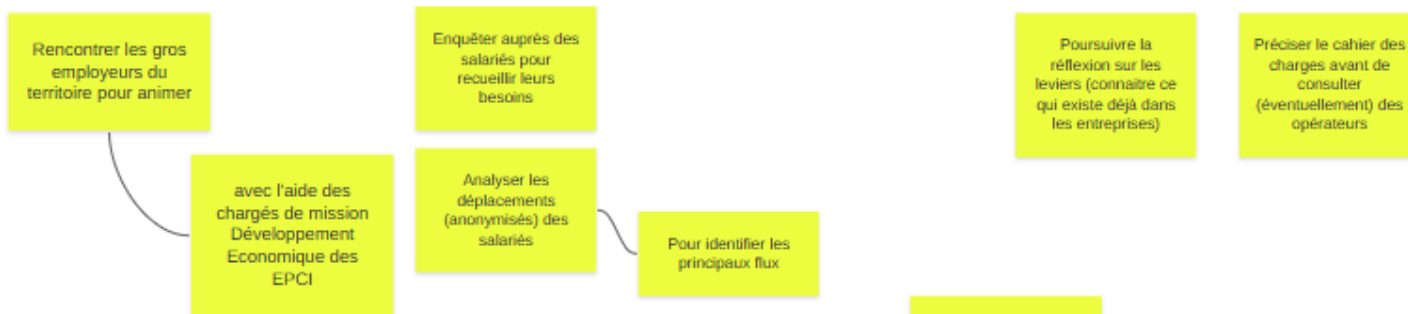 Rencontrer les gros
employeurs du
territoire pour animer
avec l'aide des
chargés de mission
Développement
Economique des
EPCI
Enquêter auprès des
salariés pour
recueillir leurs
besoins
Analyser les
déplacements
(anonymisés) des
salariés
Pour identifier les
principaux flux
Poursuivre la
réflexion sur les
leviers (connaitre ce
qui existe déjà dans
les entreprises)
Préciser le cahier des
charges avant de
consulter
(éventuellement) des
opérateurs